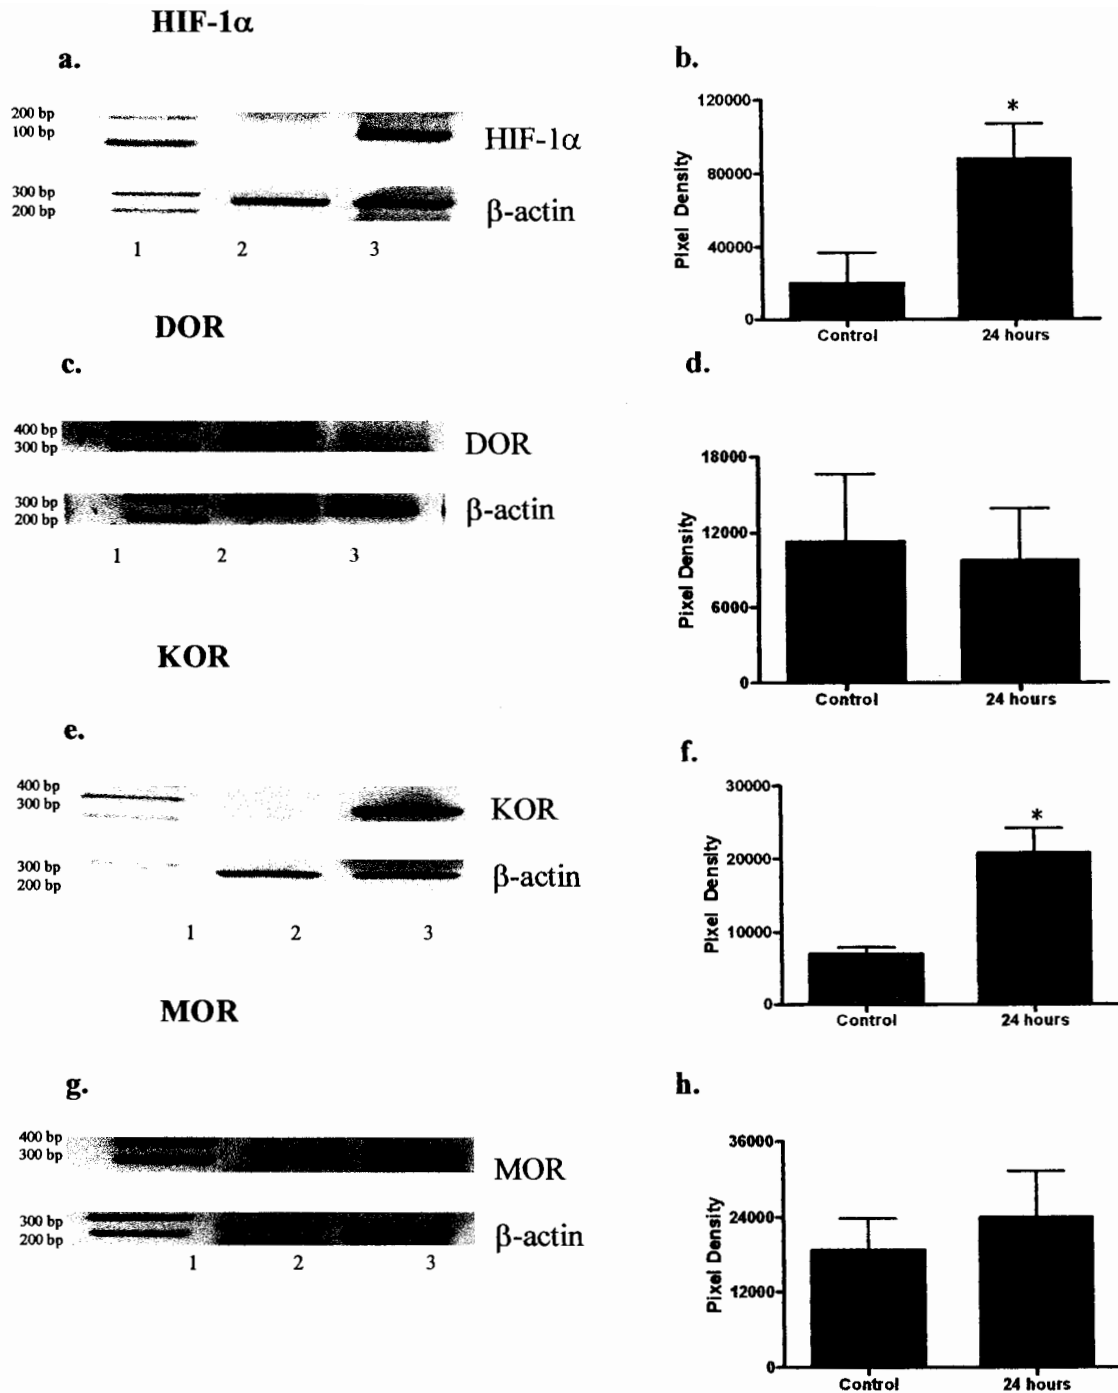 HIF-1α
a.
200 bp
100 bp
HIF-1α
300 bp
200 bp
β-actin
1 2 3
b.
120000
80000
40000
0
Pixel Density
*
Control 24 hours
DOR
c.
400 bp
300 bp
DOR
300 bp
200 bp
β-actin
1 2 3
d.
18000
12000
6000
0
Pixel Density
Control 24 hours
KOR
e.
400 bp
300 bp
KOR
300 bp
200 bp
β-actin
1 2 3
f.
30000
20000
10000
0
Pixel Density
*
Control 24 hours
MOR
g.
400 bp
300 bp
MOR
300 bp
200 bp
β-actin
1 2 3
h.
36000
24000
12000
0
Pixel Density
Control 24 hours